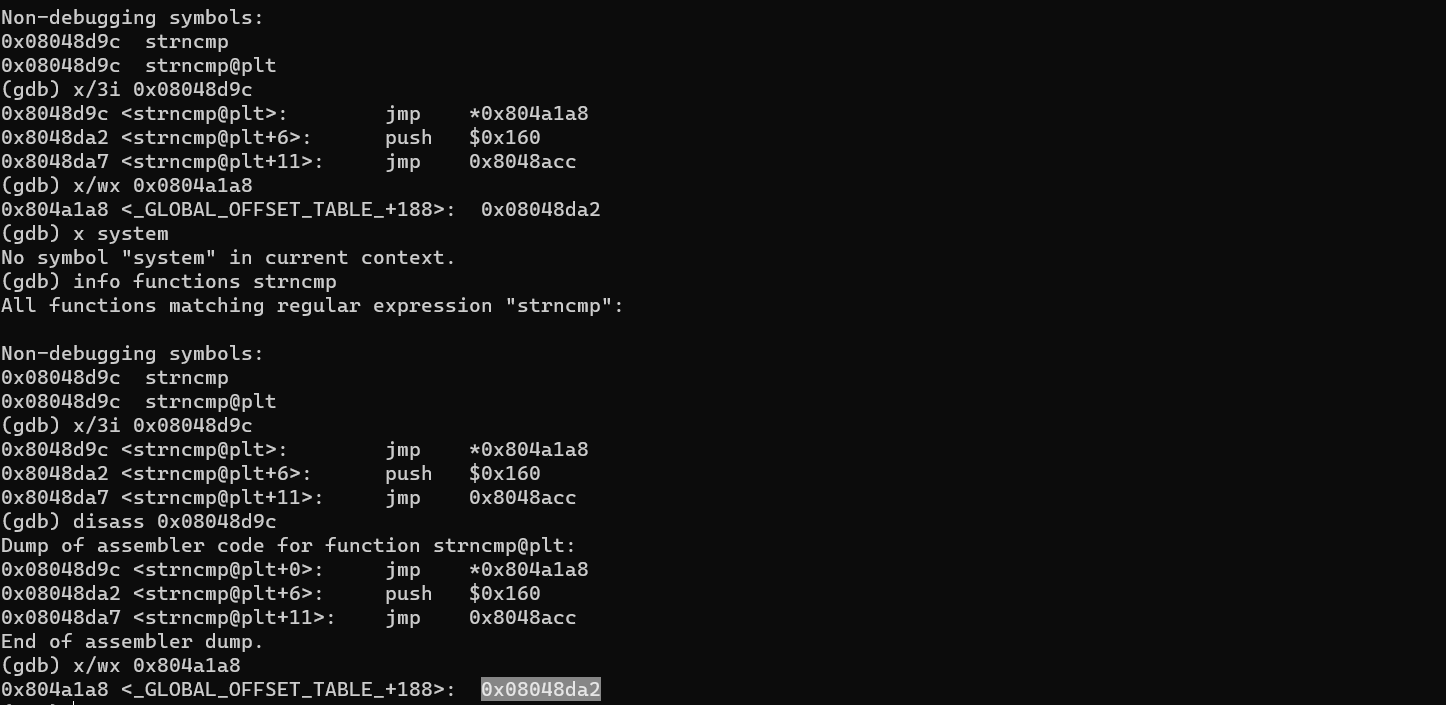 Non-debugging symbols:
0x08048d9c  strncmp
0x08048d9c  strncmp@plt
(gdb) x/3i 0x08048d9c
0x8048d9c <strncmp@plt>:        jmp    *0x804a1a8
0x8048da2 <strncmp@plt+6>:      push   $0x160
0x8048da7 <strncmp@plt+11>:     jmp    0x8048acc
(gdb) x/wx 0x0804a1a8
0x804a1a8 <_GLOBAL_OFFSET_TABLE_+188>:  0x08048da2
(gdb) x system
No symbol "system" in current context.
(gdb) info functions strncmp
All functions matching regular expression "strncmp":

Non-debugging symbols:
0x08048d9c  strncmp
0x08048d9c  strncmp@plt
(gdb) x/3i 0x08048d9c
0x8048d9c <strncmp@plt>:        jmp    *0x804a1a8
0x8048da2 <strncmp@plt+6>:      push   $0x160
0x8048da7 <strncmp@plt+11>:     jmp    0x8048acc
(gdb) disass 0x08048d9c
Dump of assembler code for function strncmp@plt:
0x08048d9c <strncmp@plt+0>:     jmp    *0x804a1a8
0x08048da2 <strncmp@plt+6>:     push   $0x160
0x08048da7 <strncmp@plt+11>:    jmp    0x8048acc
End of assembler dump.
(gdb) x/wx 0x804a1a8
0x804a1a8 <_GLOBAL_OFFSET_TABLE_+188>:  0x08048da2